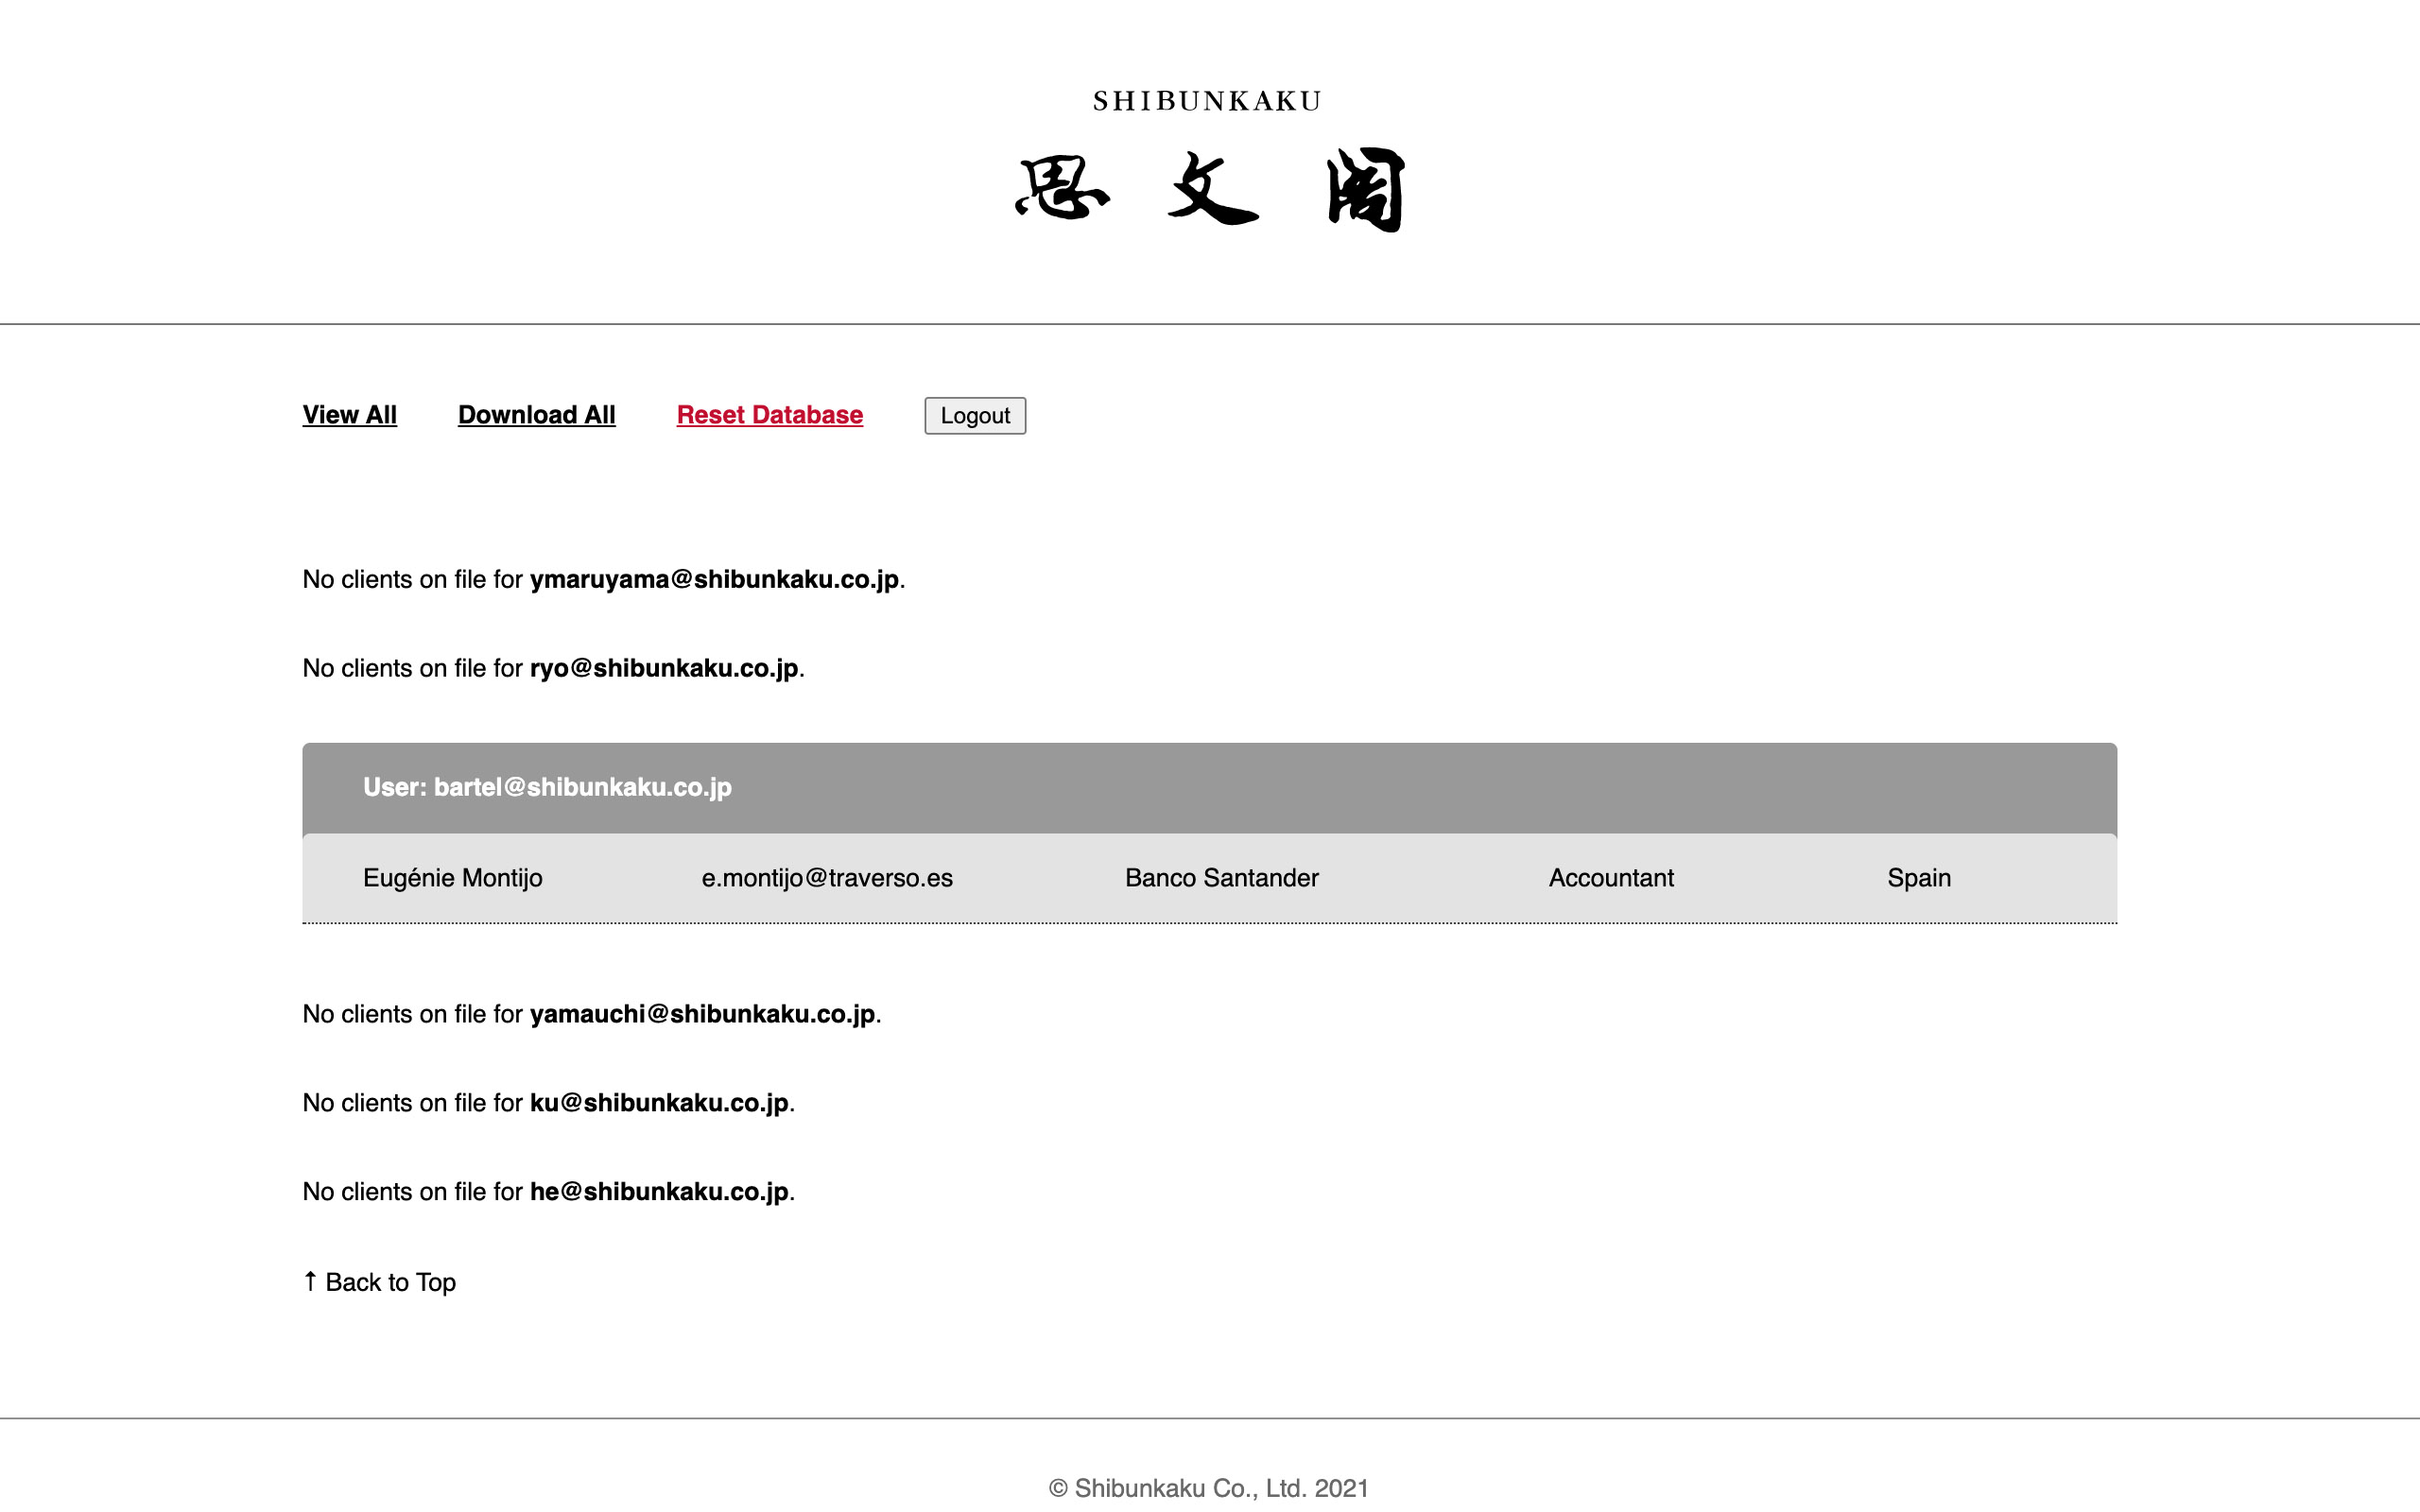 SHIBUNKAKU
思文閣
View All Download All Reset Database Logout
No clients on file for ymaruyama@shibunkaku.co.jp.
No clients on file for ryo@shibunkaku.co.jp.
User: bartel@shibunkaku.co.jp
Eugénie Montijo e.montijo@traverso.es Banco Santander Accountant Spain
No clients on file for yamauchi@shibunkaku.co.jp.
No clients on file for ku@shibunkaku.co.jp.
No clients on file for he@shibunkaku.co.jp.
↑ Back to Top
© Shibunkaku Co., Ltd. 2021